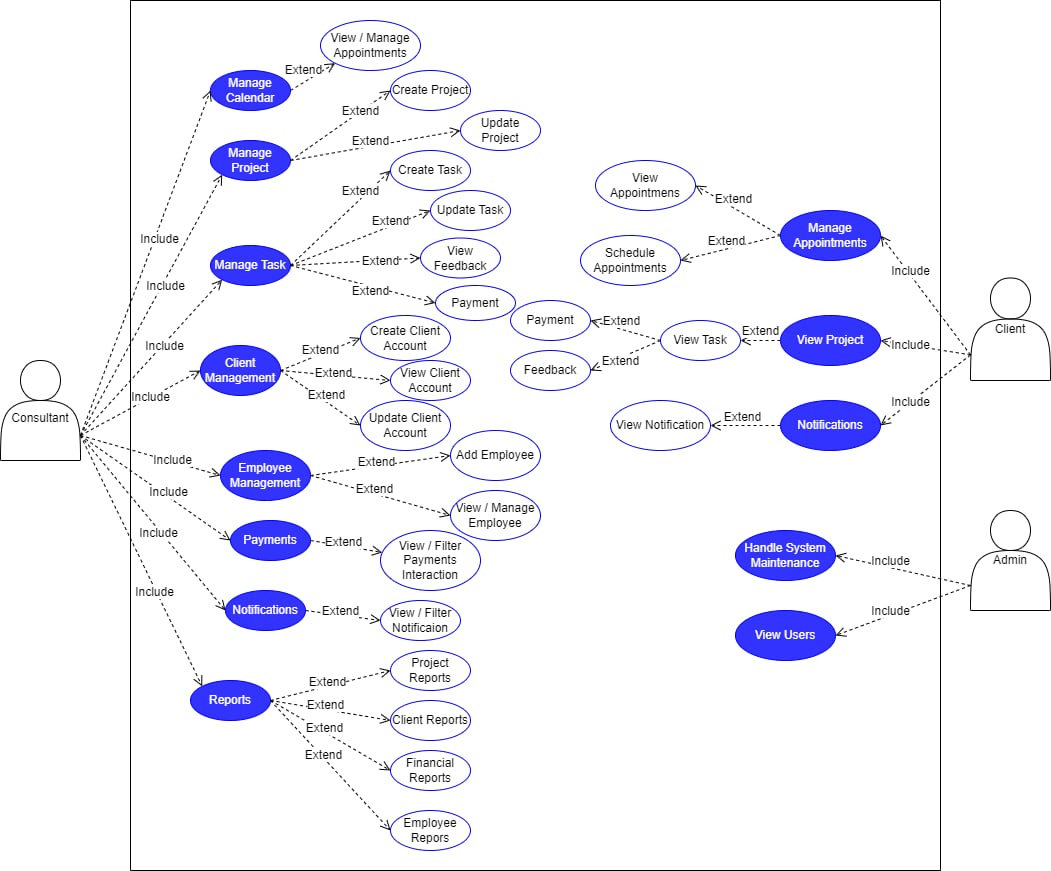 View / Manage
Appointments
Extend
Manage
Calendar
Create Project
Extend
Update
Project
Extend
Manage
Project
Create Task
Extend
Update Task
Extend
View
Feedback
Extend
Manage Task
Extend
Payment
Include
Include
Include
Include
Create Client
Account
Extend
Client
Management
View Client
Account
Extend
Extend
Update Client
Account
Consultant
Include
Employee
Management
Extend
Add Employee
Extend
View / Manage
Employee
Include
Payments
Extend
View / Filter
Payments
Interaction
Include
Notifications
Extend
View / Filter
Notificaion
Include
Reports
Extend
Project
Reports
Extend
Client Reports
Extend
Financial
Reports
Extend
Employee
Repors
View
Appointmens
Extend
Manage
Appointments
Extend
Schedule
Appointments
Include
Client
Payment
Extend
View Task
Extend
View Project
Include
Feedback
Extend
View Notification
Extend
Notifications
Include
Handle System
Maintenance
Include
Admin
View Users
Include